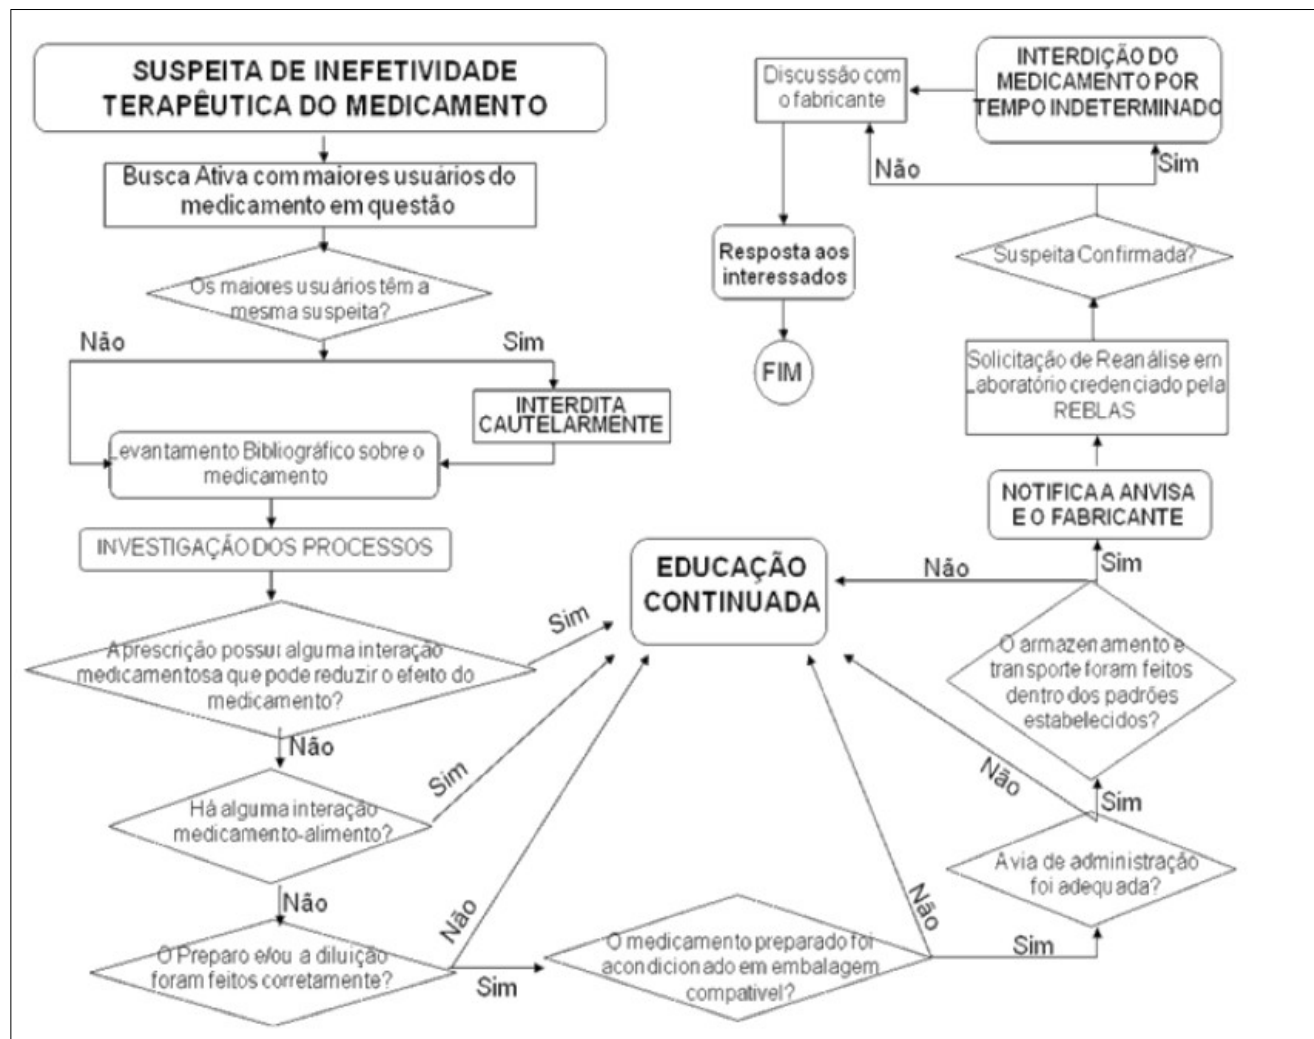 SUSPEITA DE INEFETIVIDADE
TERAPÊUTICA DO MEDICAMENTO
Busca Ativa com maiores usuários do
medicamento em questão
Os maiores usuários têm a
mesma suspeita?
Não
Sim
INTERDITA
CAUTELARMENTE
Levantamento Bibliográfico sobre o
medicamento
INVESTIGAÇÃO DOS PROCESSOS
A prescrição possui alguma interação
medicamentosa que pode reduzir o efeito do
medicamento?
Sim
Não
Há alguma interação
medicamento-alimento?
Sim
Não
O Preparo e/ou a diluição
foram feitos corretamente?
Não
Sim
O medicamento preparado foi
acondicionado em embalagem
compatível?
Não
Sim
A via de administração
foi adequada?
Não
Sim
O armazenamento e
transporte foram feitos
dentro dos padrões
estabelecidos?
Não
Sim
EDUCAÇÃO
CONTINUADA
NOTIFICA A ANVISA
E O FABRICANTE
Solicitação de Reanálise em
Laboratório credenciado pela
REBLAS
Suspeita Confirmada?
Não
Sim
INTERDIÇÃO DO
MEDICAMENTO POR
TEMPO INDETERMINADO
Discussão com
o fabricante
Resposta aos
interessados
FIM